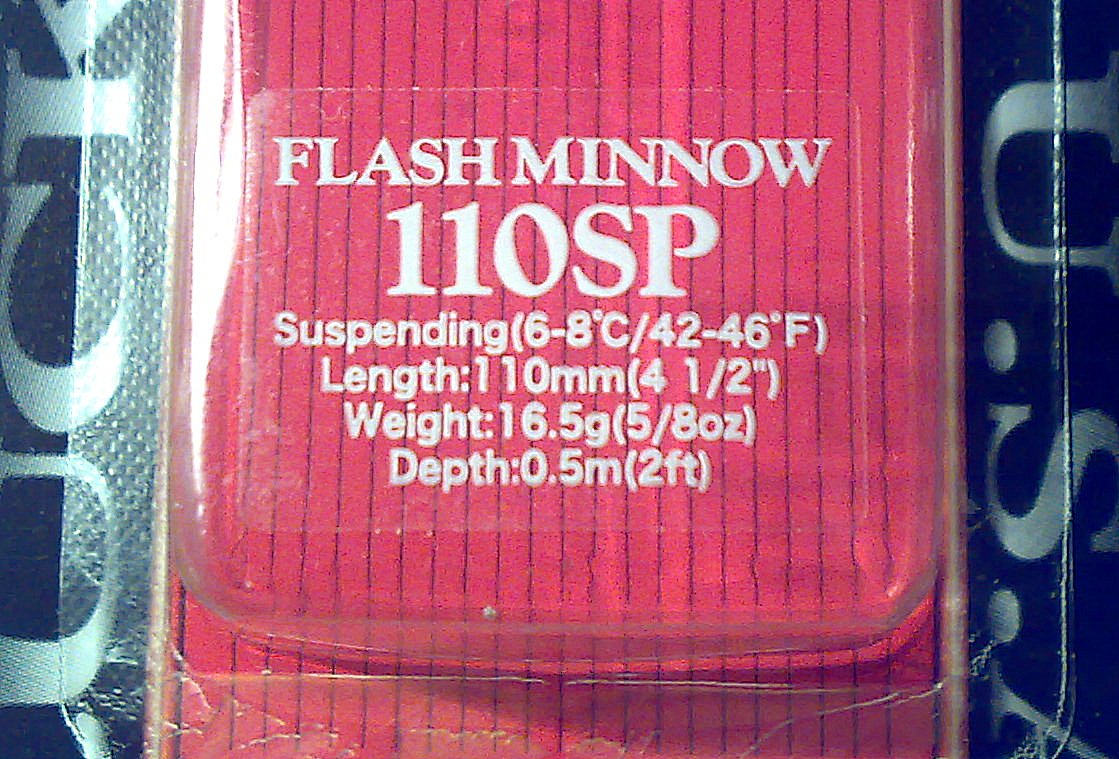 FLASH MINNOW
110SP
Suspending(6-8°C/42-46°F)
Length:110mm(4 1/2")
Weight:16.5g(5/8oz)
Depth:0.5m(2ft)